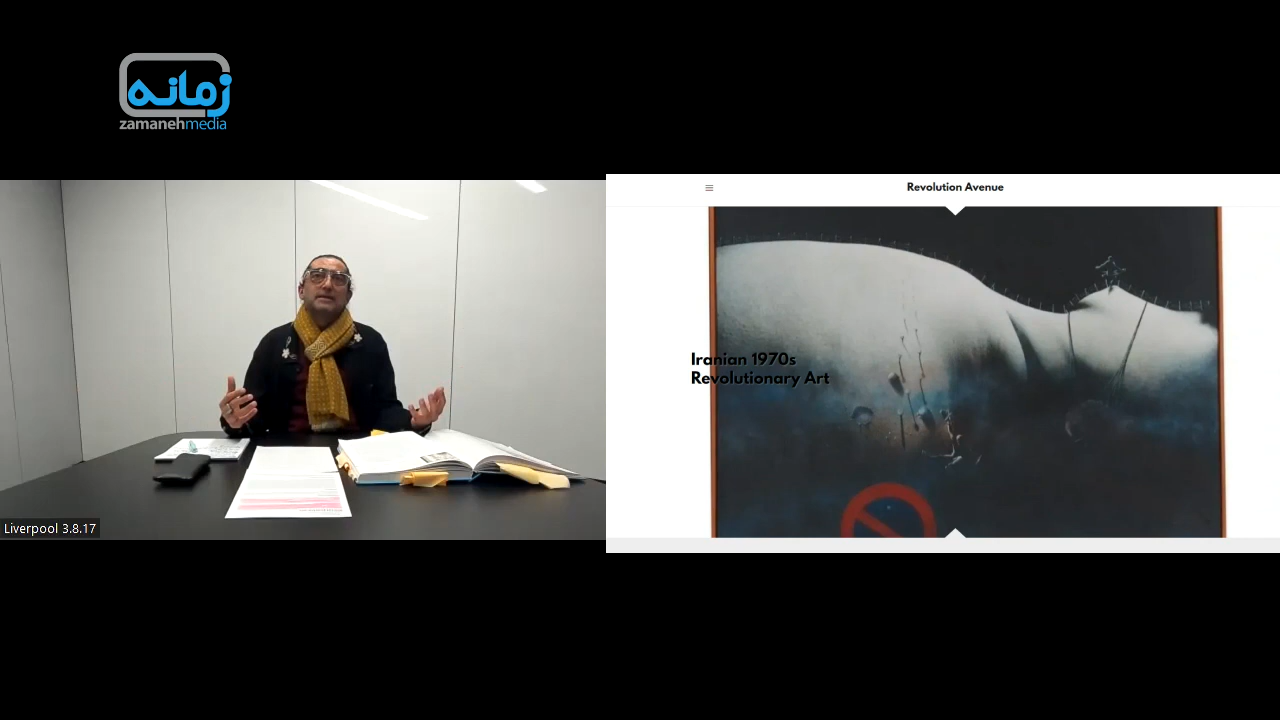 زمانه
zamanehmedia
Revolution Avenue
Iranian 1970s
Revolutionary Art
Liverpool 3.8.17